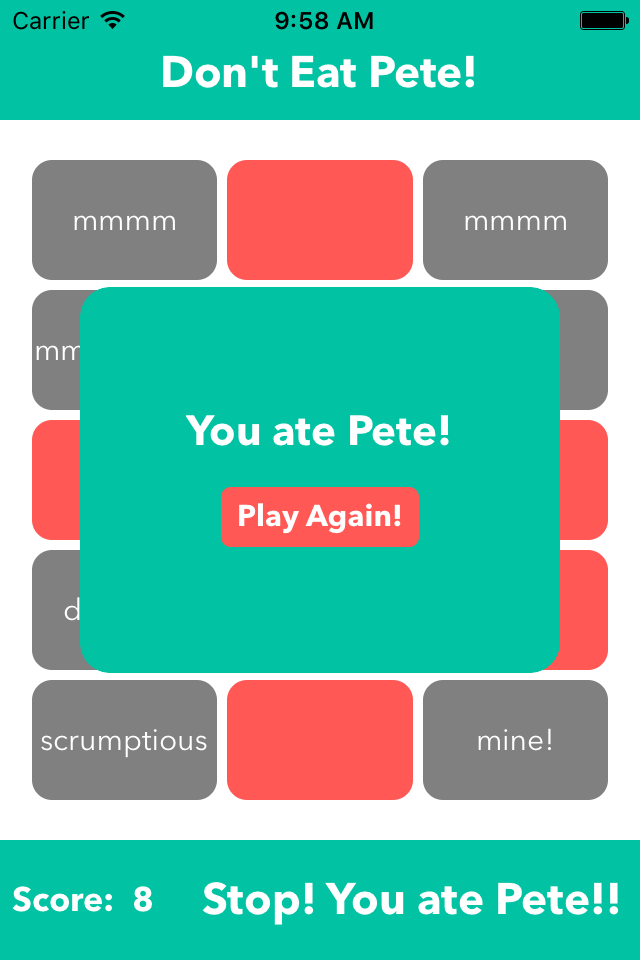 Carrier 9:58 AM
Don't Eat Pete!
mmmm mmmm
You ate Pete!
Play Again!
scrumptious mine!
Score: 8 Stop! You ate Pete!!